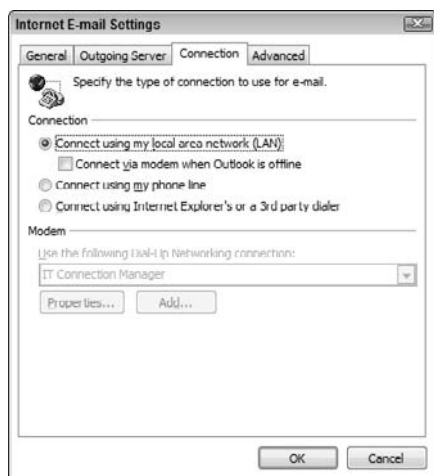 Internet E-mail Settings
General Outgoing Server Connection Advanced
Specify the type of connection to use for e-mail.
Connection
Connect using my local area network (LAN)
Connect via modem when Outlook is offline
Connect using my phone line
Connect using Internet Explorer's or a 3rd party dialer
Modem
Use the following Dial-Up Networking connection:
IT Connection Manager
Properties... Add...
OK Cancel